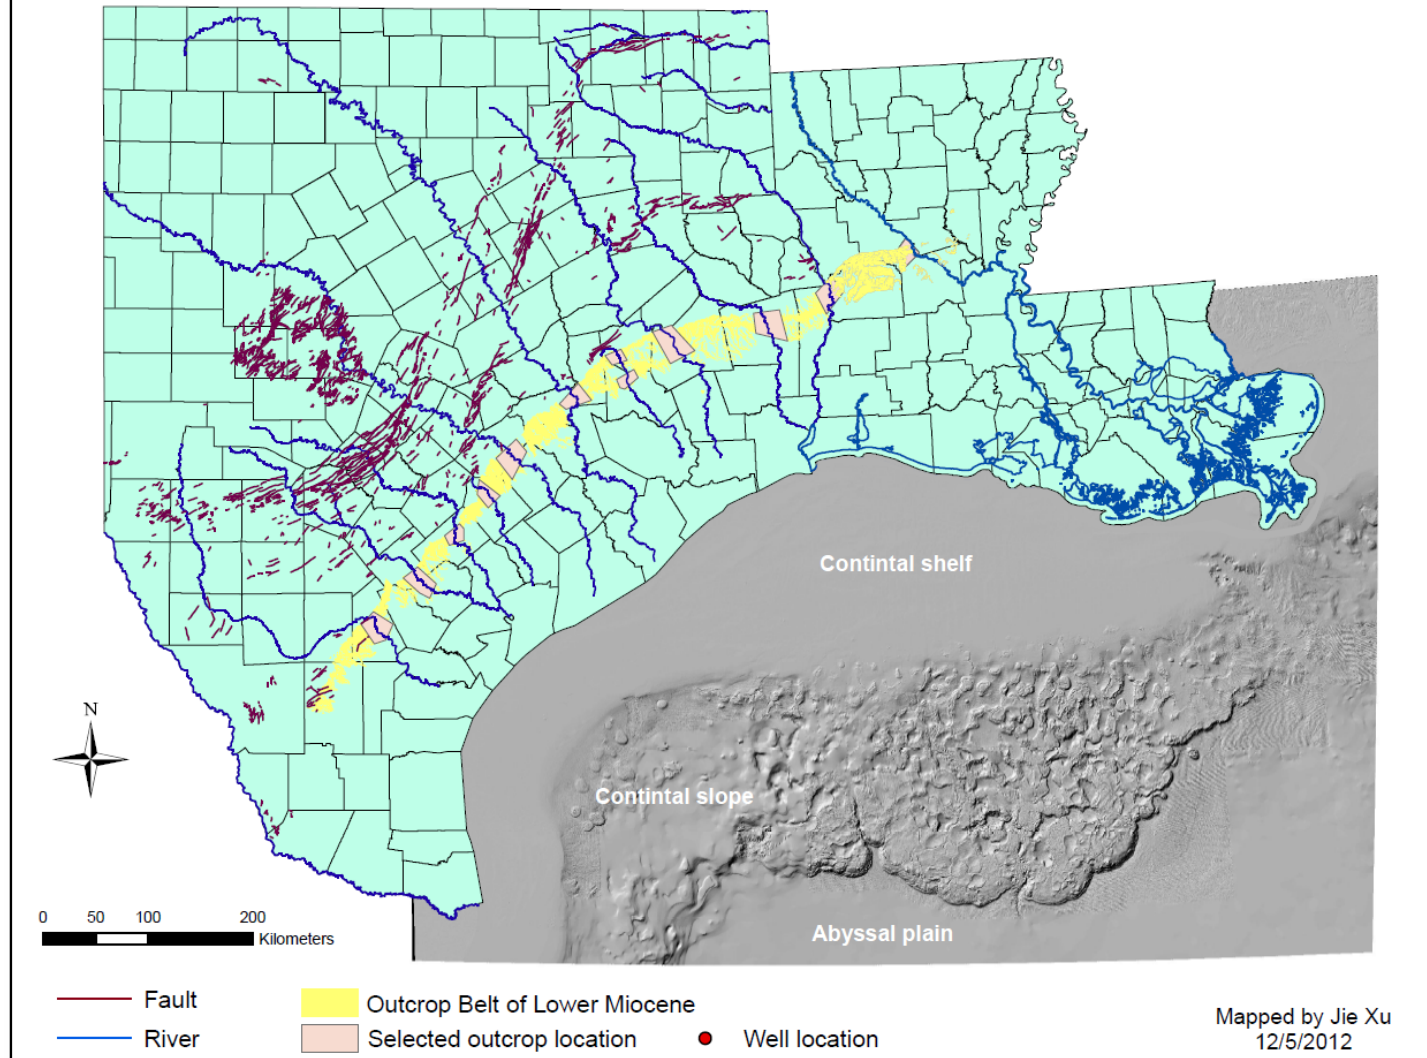 Contintal shelf
N
Contintal slope
0 50 100 200
Kilometers
Abyssal plain
Fault
Outcrop Belt of Lower Miocene
River
Selected outcrop location
Well location
Mapped by Jie Xu
12/5/2012